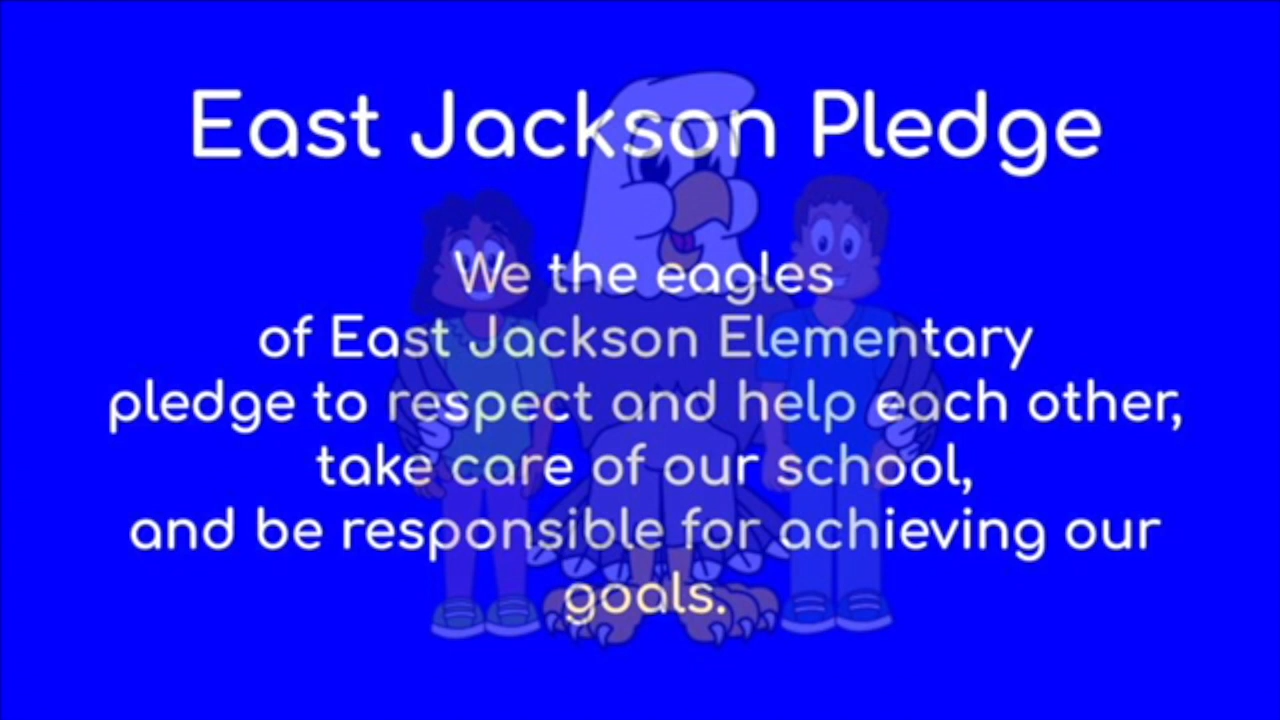 East Jackson Pledge
We the eagles
of East Jackson Elementary
pledge to respect and help each other,
take care of our school,
and be responsible for achieving our
goals.